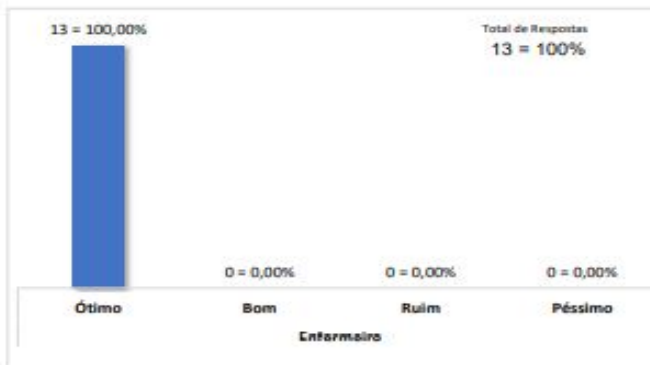 13 = 100,00%
Total de Respostas
13 = 100%
0 = 0,00%
0 = 0,00%
0 = 0,00%
Ótimo
Bom
Ruim
Péssimo
Enfermeiro